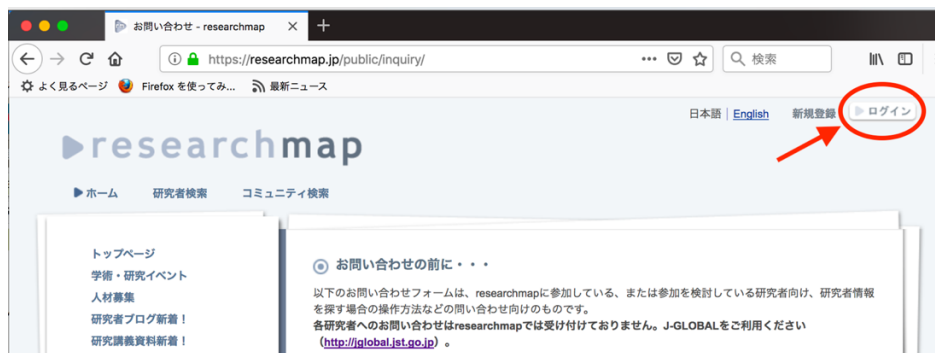 お問い合わせ - researchmap
https://researchmap.jp/public/inquiry/
検索
よく見るページ Firefox を使ってみ... 最新ニュース
日本語 | English 新規登録 ログイン
researchmap
ホーム 研究者検索 コミュニティ検索
トップページ
学術・研究イベント
人材募集
研究者ブログ新着！
研究講義資料新着！
お問い合わせの前に・・・
以下のお問い合わせフォームは、researchmapに参加している、または参加を検討している研究者向け、研究者情報
を探す場合の操作方法などの問い合わせ向けのものです。
各研究者へのお問い合わせはresearchmapでは受け付けておりません。J-GLOBALをご利用ください
（http://jglobal.jst.go.jp）。